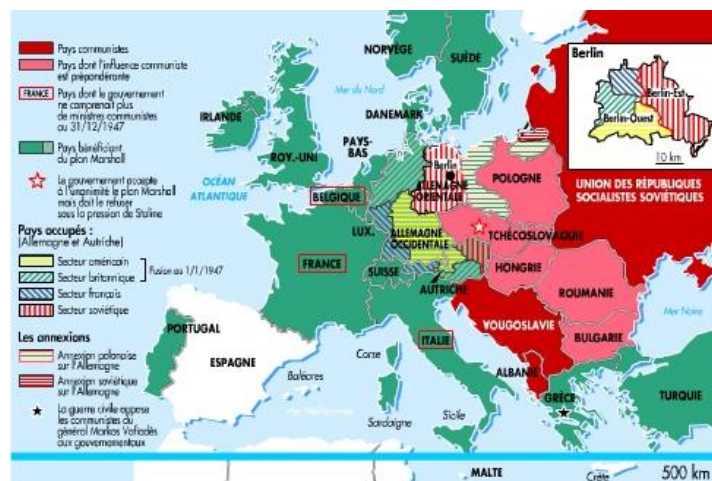 Pays communistes
Pays dont l'influence communiste
est prépondérante
FRANCE
Pays dont le gouvernement
ne comprenait plus
de ministres communistes
au 31/12/1947
Pays bénéficiant
du plan Marshall
Le gouvernement accepte
à l'unanimité le plan Marshall
mais doit le refuser
sous la pression de Staline
Pays occupés :
(Allemagne et Autriche)
Secteur américain
Secteur britannique
Fusion au 1/1/1947
Secteur français
Secteur soviétique
Les annexions
Annexion polonaise
sur l'Allemagne
Annexion soviétique
sur l'Allemagne
La guerre civile oppose
les communistes du
général Markos Vafiadès
aux gouvernementaux
NORVÈGE
SUÈDE
Mer du Nord
DANEMARK
IRLANDE
ROY.-UNI
PAYS-
BAS
OCÉAN
ATLANTIQUE
BELGIQUE
LUX.
Berlin
ALLEMAGNE
ORIENTALE
POLOGNE
ALLEMAGNE
OCCIDENTALE
TCHÉCOSLOVAQUIE
UNION DES RÉPUBLIQUES
SOCIALISTES SOVIÉTIQUES
FRANCE
SUISSE
AUTRICHE
HONGRIE
ROUMANIE
Mer Noire
YOUGOSLAVIE
BULGARIE
ITALIE
ALBANIE
PORTUGAL
ESPAGNE
Corse
Baléares
Mer Méditerranée
Sardaigne
Sicile
GRÈCE
TURQUIE
MALTE
Crète
500 km
Berlin
Berlin-Est
Berlin-Ouest
10 km